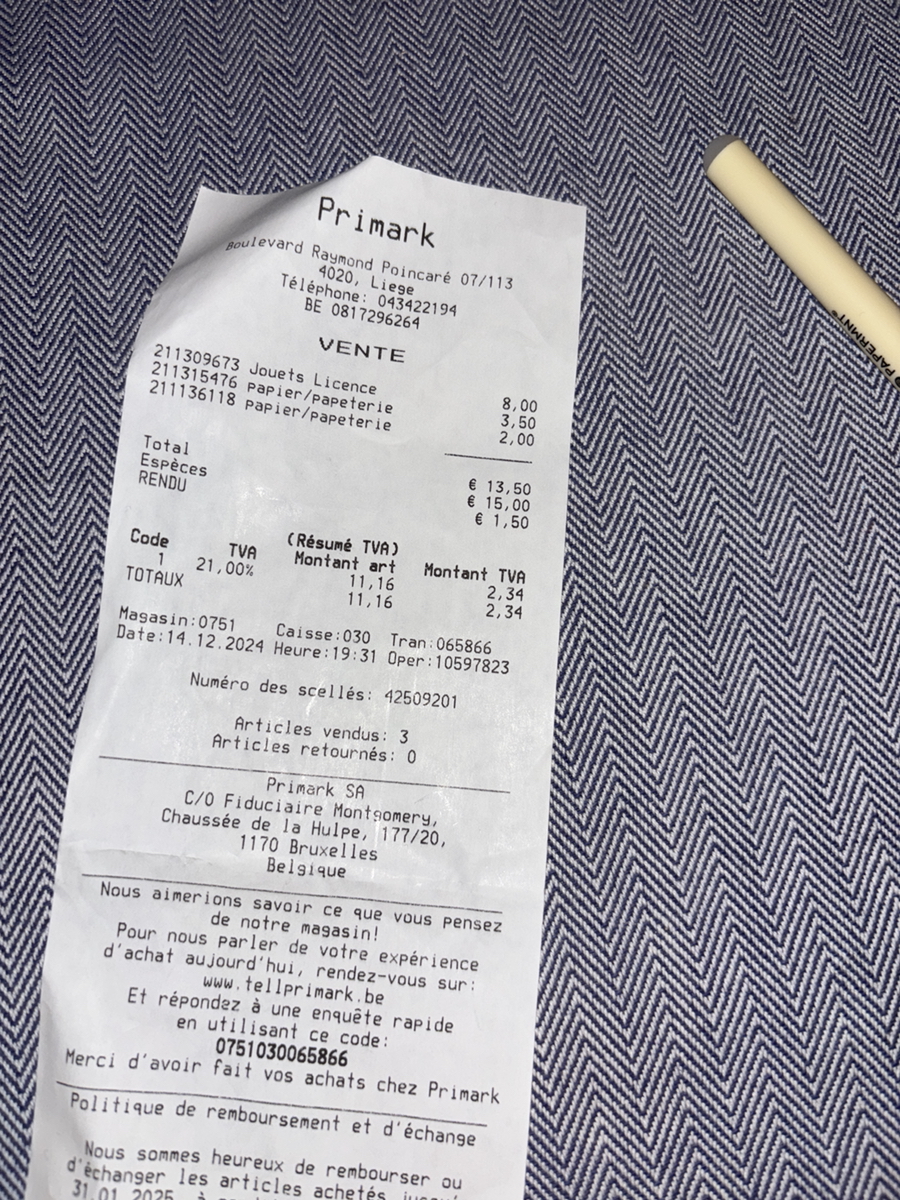 Primark
Boulevard Raymond Poincaré 07/113
4020, Liege
Téléphone: 043422194
BE 0817296264
VENTE
211309673 Jouets Licence 8,00
211315476 papier/papeterie 3,50
211136118 papier/papeterie 2,00
Total € 13,50
Espèces € 15,00
RENDU € 1,50
(Résumé TVA)
Code TVA Montant art Montant TVA
1 21,00% 11,16 2,34
TOTAUX 11,16 2,34
Magasin:0751 Caisse:030 Tran:065866
Date:14.12.2024 Heure:19:31 Oper:10597823
Numéro des scellés: 42509201
Articles vendus: 3
Articles retournés: 0
Primark SA
C/O Fiduciaire Montgomery,
Chaussée de la Hulpe, 177/20,
1170 Bruxelles
Belgique
Nous aimerions savoir ce que vous pensez
de notre magasin!
Pour nous parler de votre expérience
d'achat aujourd'hui, rendez-vous sur:
www.tellprimark.be
Et répondez à une enquête rapide
en utilisant ce code:
0751030065866
Merci d'avoir fait vos achats chez Primark
Politique de remboursement et d'échange
Nous sommes heureux de rembourser ou
d'échanger les articles achetés
31.01.2025, à
PAPERMNT®